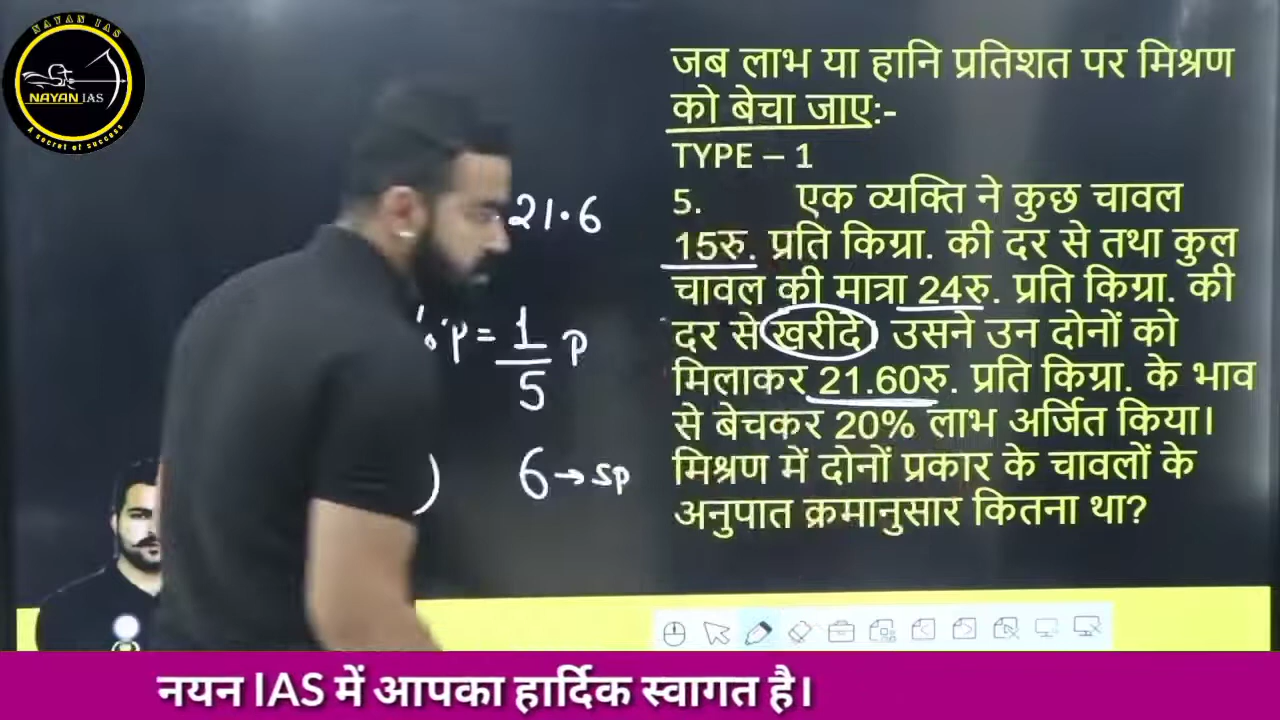 NAYAN IAS
NAYAN IAS
A secret of success
जब लाभ या हानि प्रतिशत पर मिश्रण
को बेचा जाए:-
TYPE – 1
5. एक व्यक्ति ने कुछ चावल
15रु. प्रति किग्रा. की दर से तथा कुल
चावल की मात्रा 24रु. प्रति किग्रा. की
दर से खरीदे उसने उन दोनों को
मिलाकर 21.60रु. प्रति किग्रा. के भाव
से बेचकर 20% लाभ अर्जित किया।
मिश्रण में दोनों प्रकार के चावलों के
अनुपात क्रमानुसार कितना था?
21.6
p = 1/5 p
) 6→sp
नयन IAS में आपका हार्दिक स्वागत है।